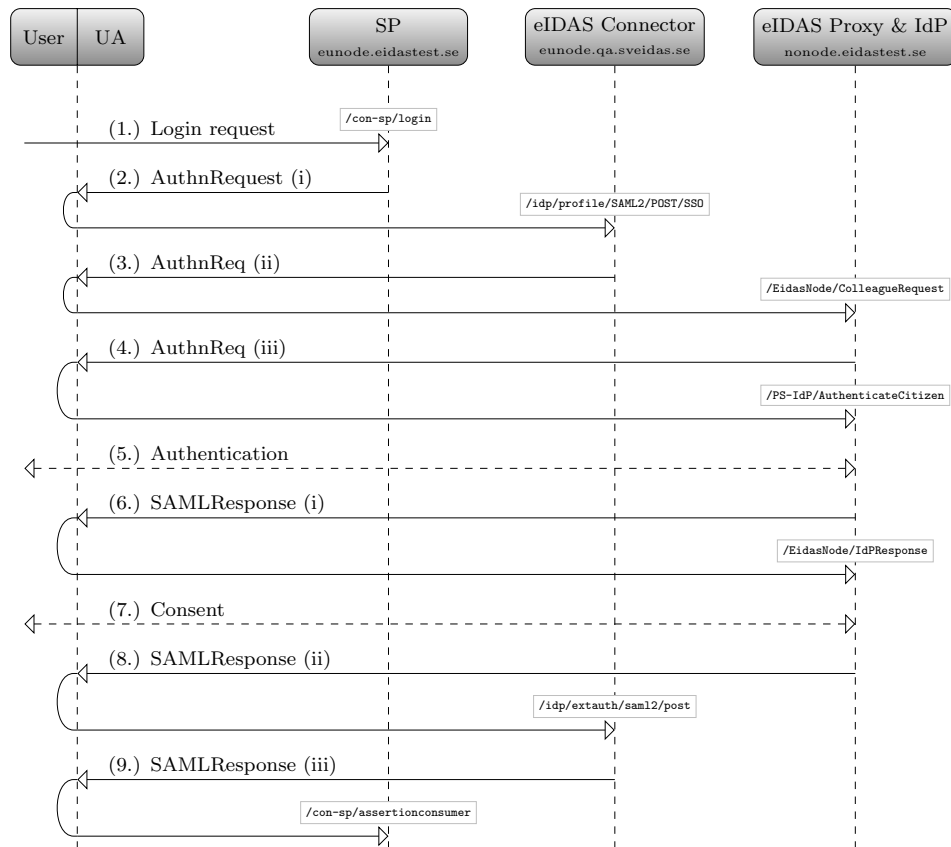 User UA SP eIDAS Connector eIDAS Proxy & IdP
eunode.eidastest.se eunode.qa.sveidas.se nonode.eidastest.se
/con-sp/login
(1.) Login request
(2.) AuthnRequest (i)
/idp/profile/SAML2/POST/SSO
(3.) AuthnReq (ii)
/EidasNode/ColleagueRequest
(4.) AuthnReq (iii)
/PS-IdP/AuthenticateCitizen
(5.) Authentication
(6.) SAMLResponse (i)
/EidasNode/IdPResponse
(7.) Consent
(8.) SAMLResponse (ii)
/idp/extauth/saml2/post
(9.) SAMLResponse (iii)
/con-sp/assertionconsumer